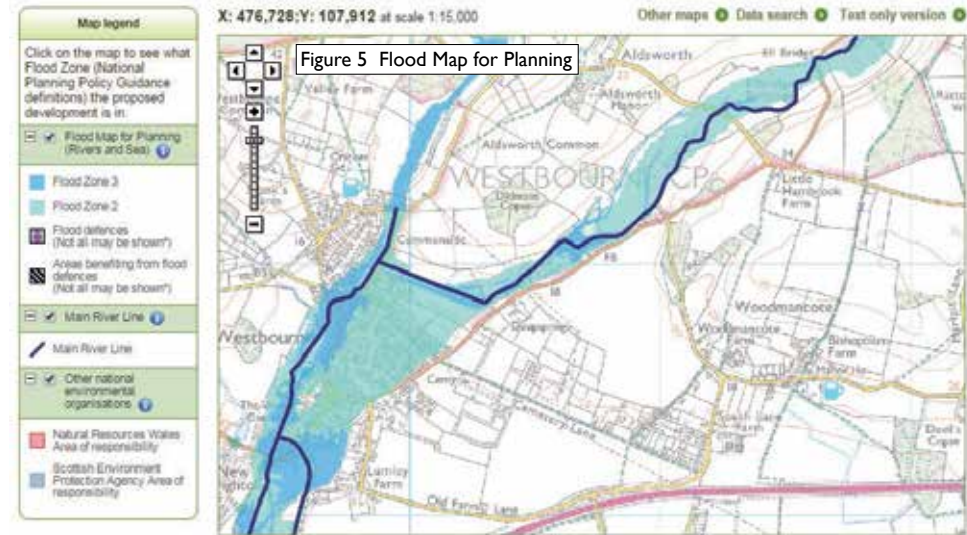 Map legend
Click on the map to see what
Flood Zone (National
Planning Policy Guidance
definitions) the proposed
development is in.
Flood Map for Planning
(Rivers and Sea)
Flood Zone 3
Flood Zone 2
Flood defences
(Not all may be shown*)
Areas benefiting from flood
defences
(Not all may be shown*)
Main River Line
Main River Line
Other national
environmental
organisations
Natural Resources Wales
Area of responsibility
Scottish Environment
Protection Agency Area of
responsibility
X: 476,728;Y: 107,912 at scale 1:15,000
Other maps Data search Text only version
Figure 5 Flood Map for Planning
Aldsworth
Valley Farm
Aldsworth
Manor
Aldsworth Common
WESTBOURNE CP
Little
Hambrook
Farm
Commonside
Westbourne
Woodmancote
Woodmancote
Farm
Cemetery Lane
Lumley
Farm
Old Farm Lane
Devil's
Copse